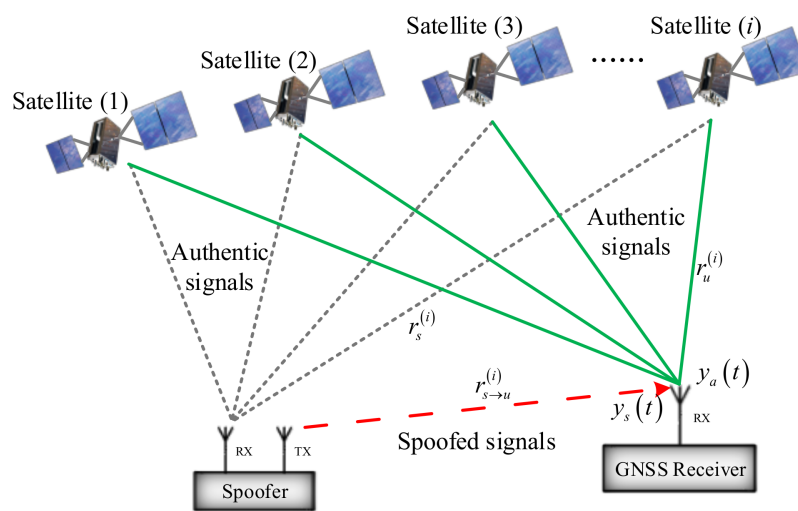 Satellite (1)
Satellite (2)
Satellite (3)
......
Satellite (i)
Authentic
signals
Authentic
signals
r_u^(i)
r_s^(i)
r_{s→u}^(i)
y_a(t)
y_s(t)
RX
TX
RX
Spoofed signals
Spoofer
GNSS Receiver